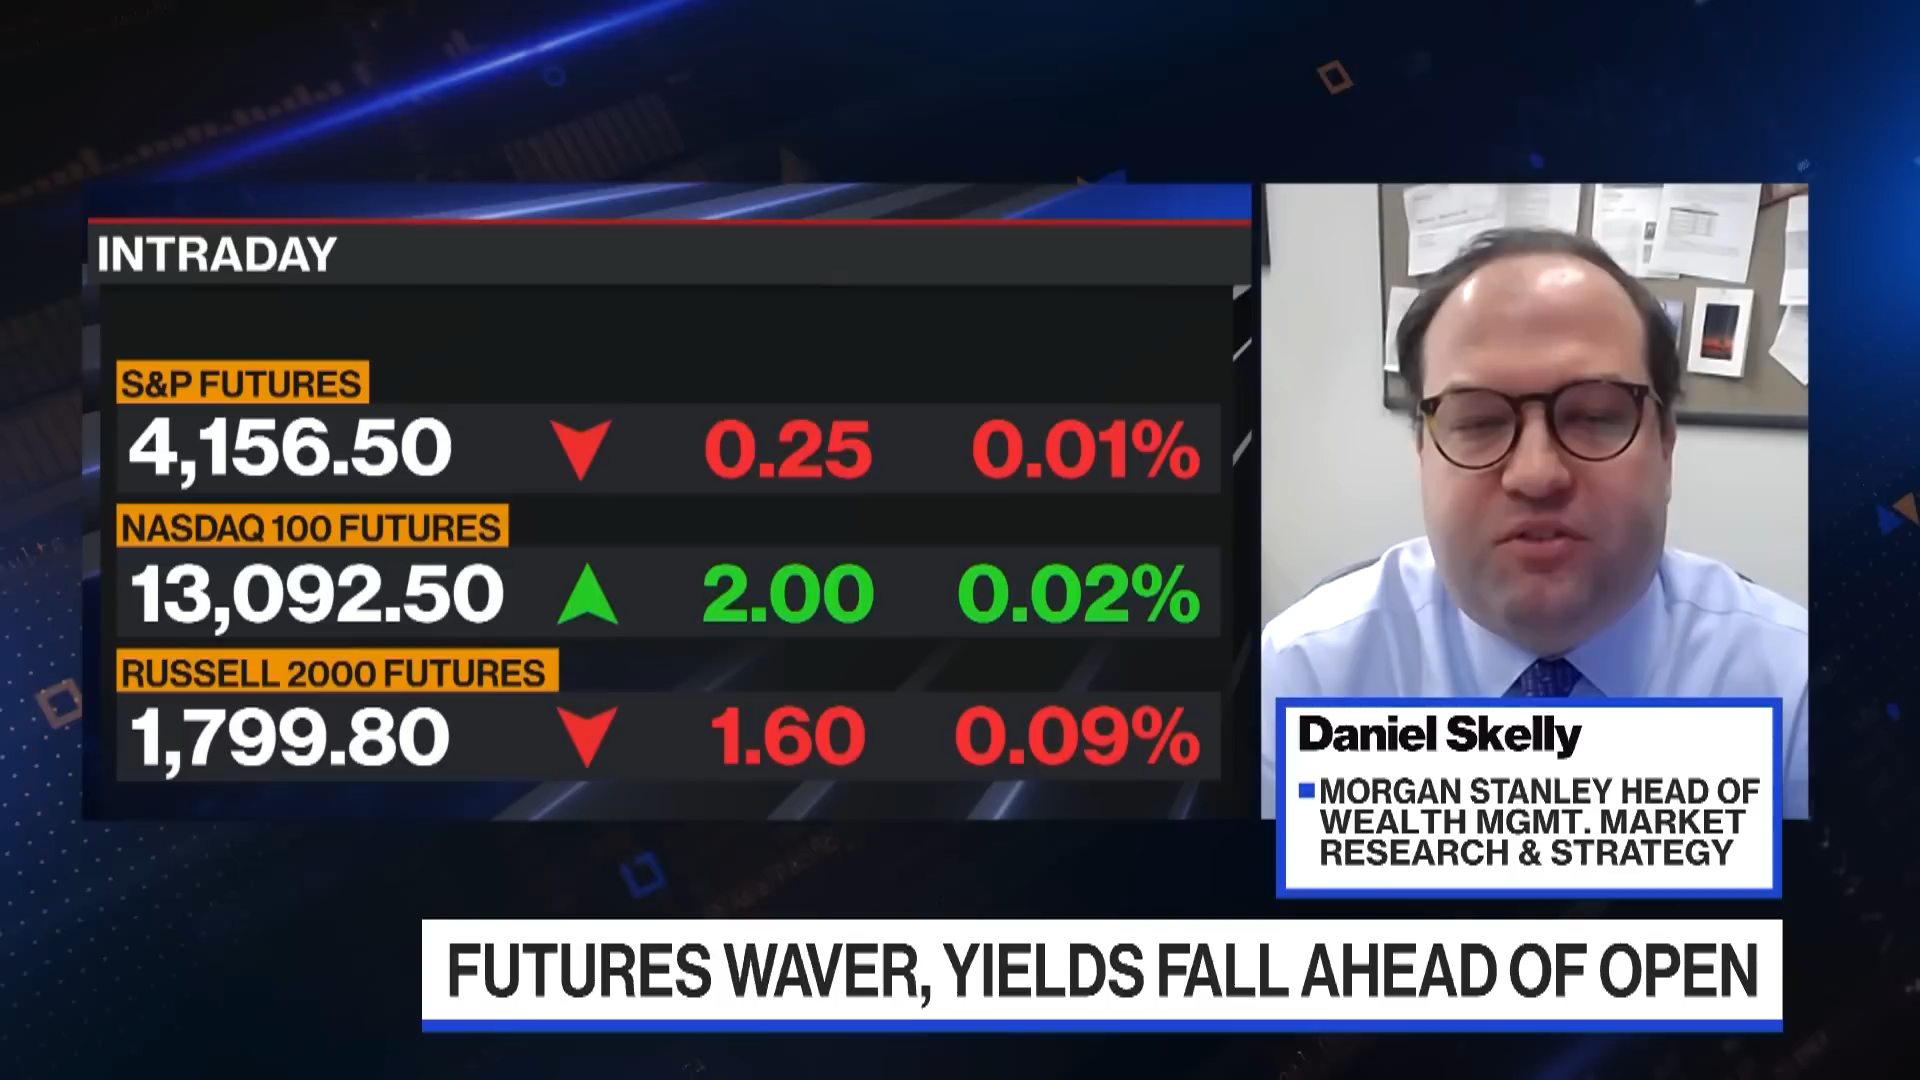 INTRADAY
S&P FUTURES
4,156.50 ▼ 0.25 0.01%
NASDAQ 100 FUTURES
13,092.50 ▲ 2.00 0.02%
RUSSELL 2000 FUTURES
1,799.80 ▼ 1.60 0.09%
Daniel Skelly
MORGAN STANLEY HEAD OF
WEALTH MGMT. MARKET
RESEARCH & STRATEGY
FUTURES WAVER, YIELDS FALL AHEAD OF OPEN